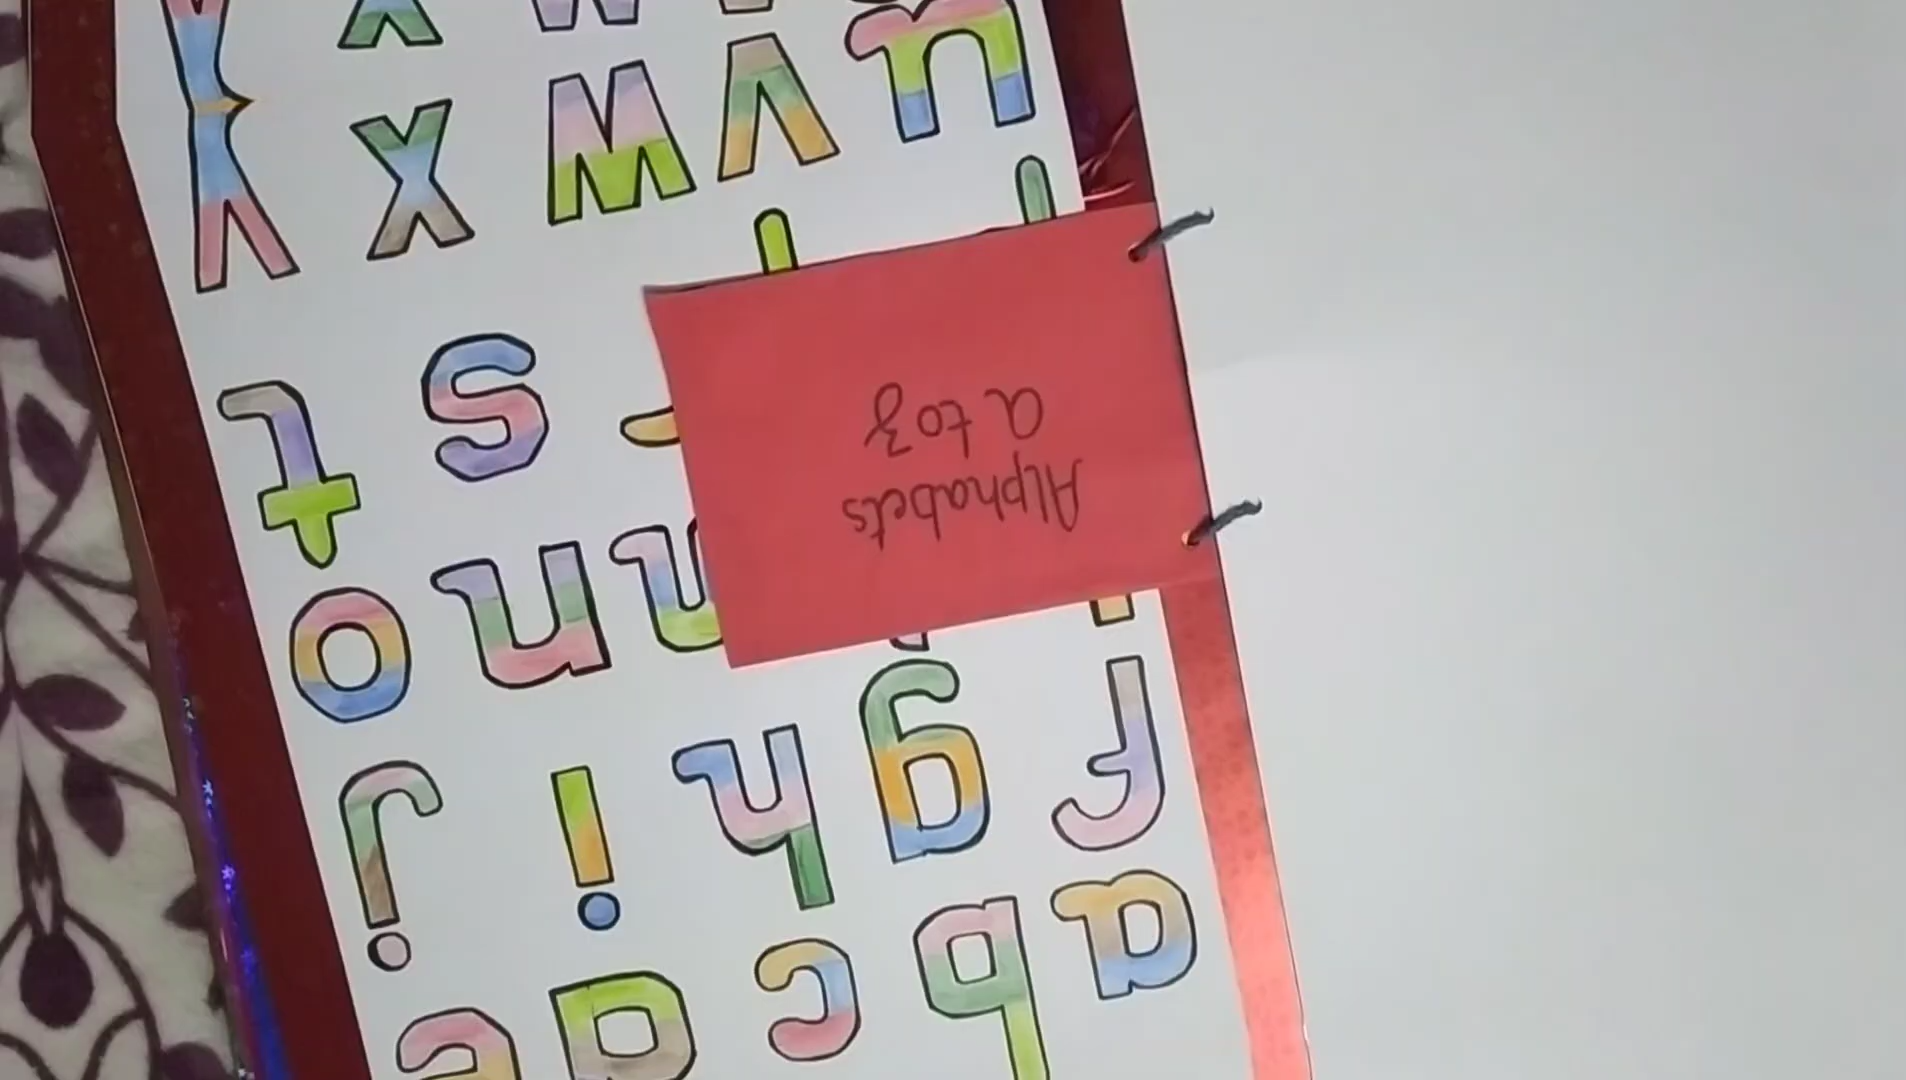 a b c d e
f g h i j
n o
s t
u v w x y
Alphabets
a to z